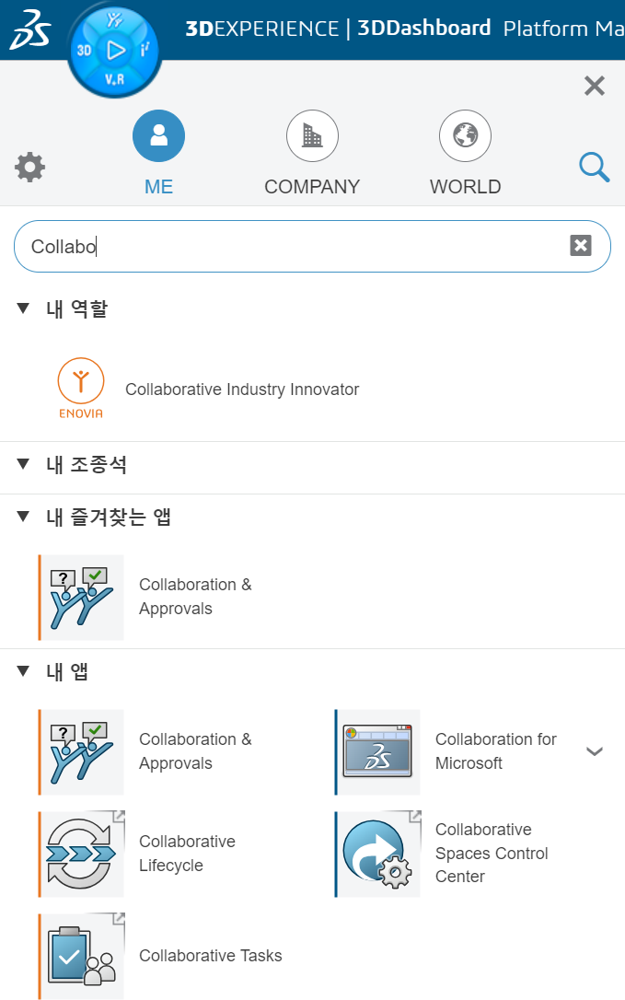 3DEXPERIENCE | 3DDashboard Platform Ma
3D
V.R
ME
COMPANY
WORLD
Collabo
내 역할
ENOVIA
Collaborative Industry Innovator
내 조종석
내 즐겨찾는 앱
?
Collaboration &
Approvals
내 앱
?
Collaboration &
Approvals
Collaboration for
Microsoft
Collaborative
Lifecycle
Collaborative
Spaces Control
Center
Collaborative Tasks